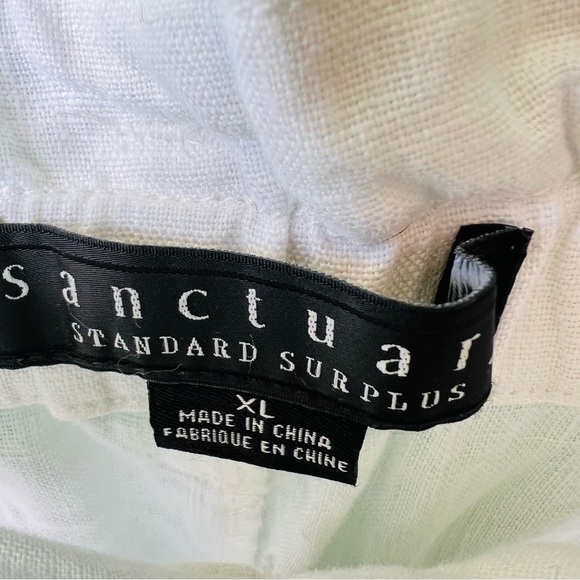 sanctuar
STANDARD SURPLUS
XL
MADE IN CHINA
FABRIQUE EN CHINE